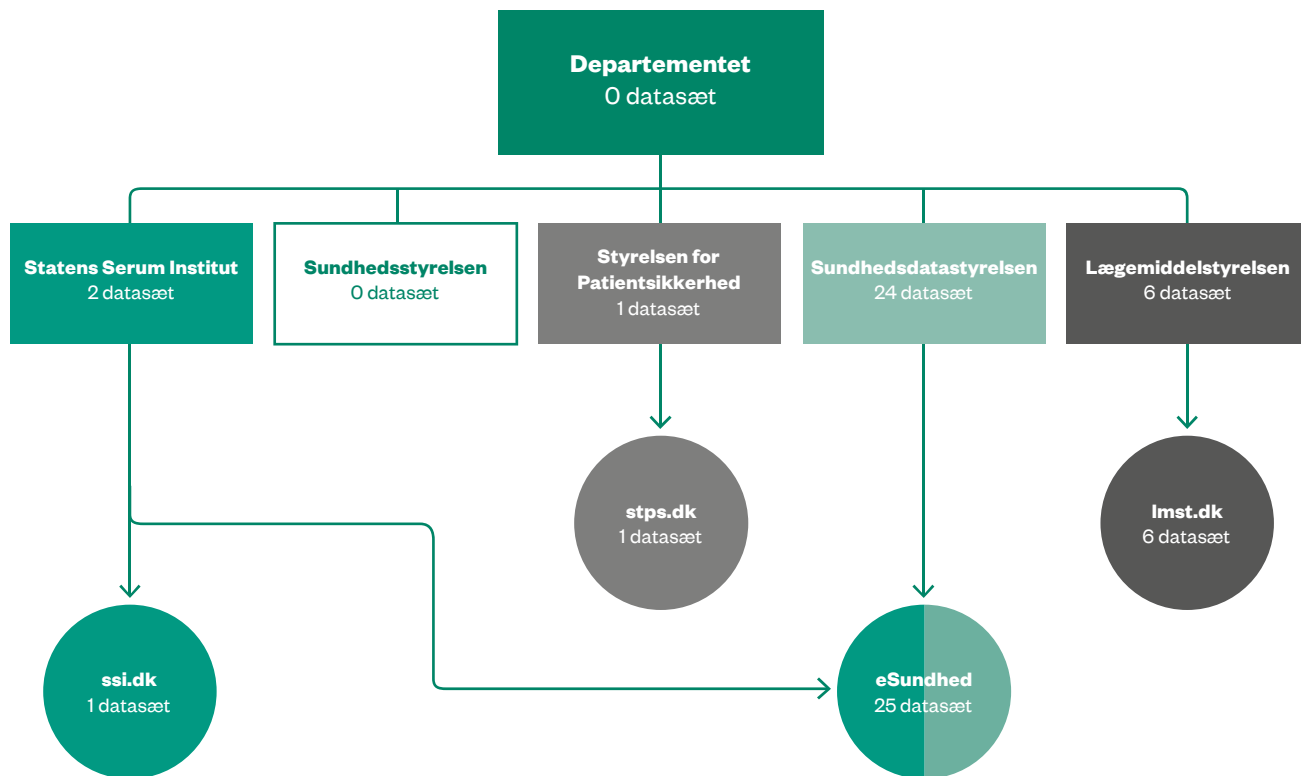 Departementet
0 datasæt
Statens Serum Institut
2 datasæt
Sundhedsstyrelsen
0 datasæt
Styrelsen for
Patientsikkerhed
1 datasæt
Sundhedsdatastyrelsen
24 datasæt
Lægemiddelstyrelsen
6 datasæt
stps.dk
1 datasæt
lmst.dk
6 datasæt
ssi.dk
1 datasæt
eSundhed
25 datasæt